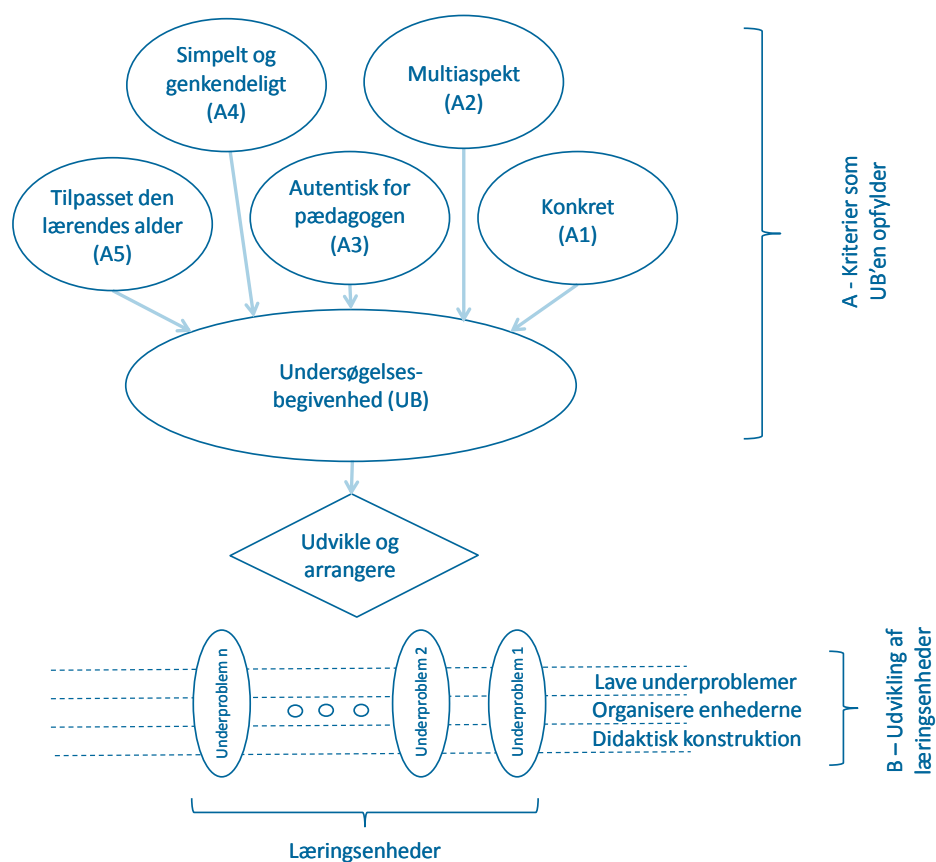 Simpelt og
genkendeligt
(A4)
Multiaspekt
(A2)
Tilpasset den
lærendes alder
(A5)
Autentisk for
pædagogen
(A3)
Konkret
(A1)
A - Kriterier som
UB'en opfylder
Undersøgelses-
begivenhed (UB)
Udvikle og
arrangere
Underproblem n
Underproblem 2
Underproblem 1
Lave underproblemer
Organisere enhederne
Didaktisk konstruktion
B – Udvikling af
læringsenheder
Læringsenheder